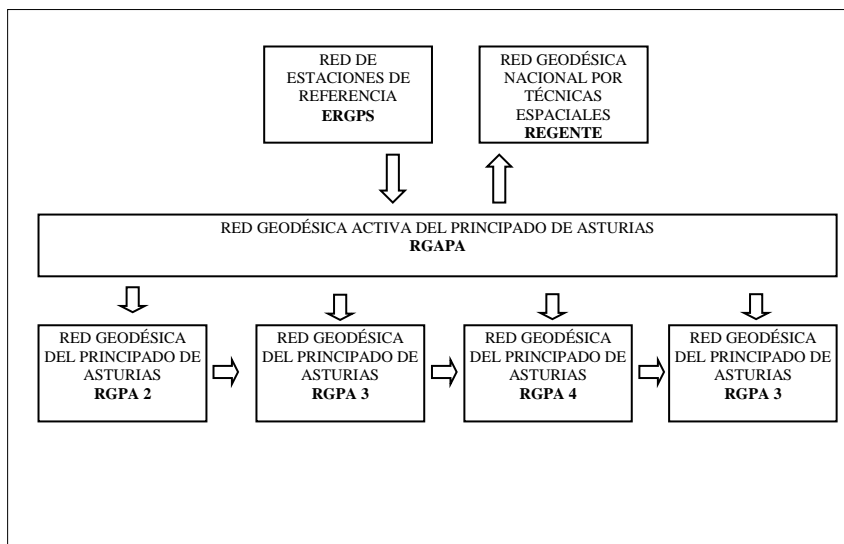 RED DE
ESTACIONES DE
REFERENCIA
ERGPS
RED GEODÉSICA
NACIONAL POR
TÉCNICAS
ESPACIALES
REGENTE
RED GEODÉSICA ACTIVA DEL PRINCIPADO DE ASTURIAS
RGAPA
RED GEODÉSICA
DEL PRINCIPADO DE
ASTURIAS
RGPA 2
RED GEODÉSICA
DEL PRINCIPADO DE
ASTURIAS
RGPA 3
RED GEODÉSICA
DEL PRINCIPADO DE
ASTURIAS
RGPA 4
RED GEODÉSICA
DEL PRINCIPADO DE
ASTURIAS
RGPA 3